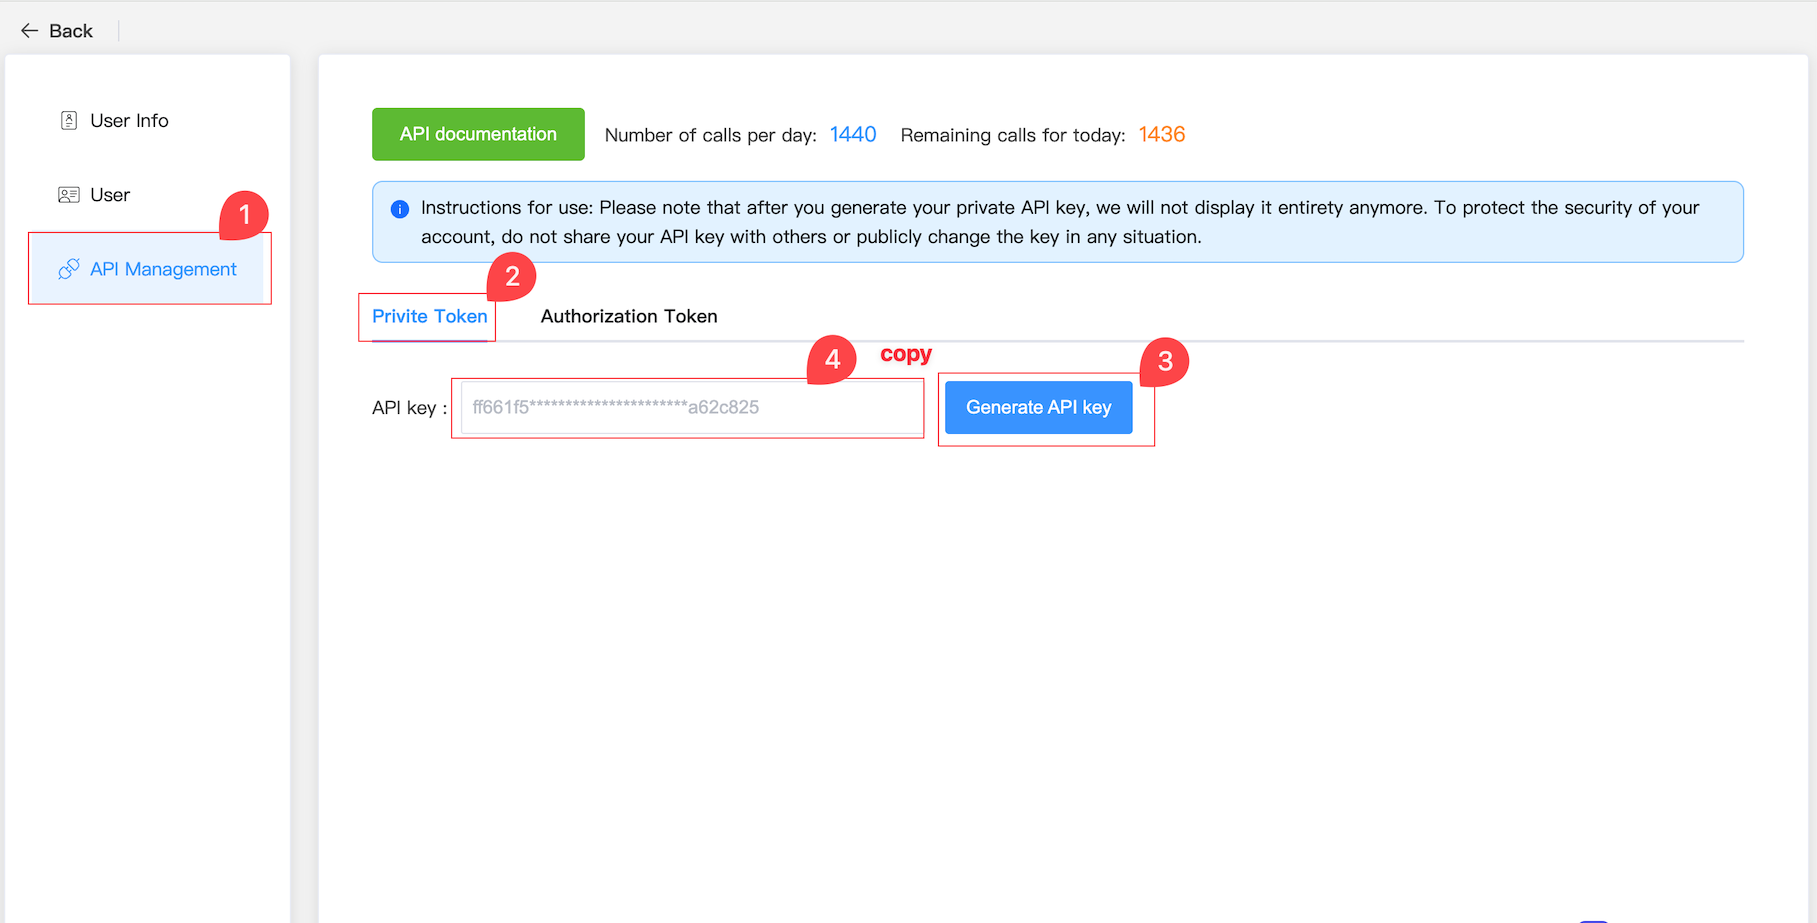 Back
User Info
User
1
API Management
API documentation Number of calls per day: 1440 Remaining calls for today: 1436
Instructions for use: Please note that after you generate your private API key, we will not display it entirety anymore. To protect the security of your
account, do not share your API key with others or publicly change the key in any situation.
2
Privite Token Authorization Token
4 copy 3
API key : ff661f5**********************a62c825 Generate API key